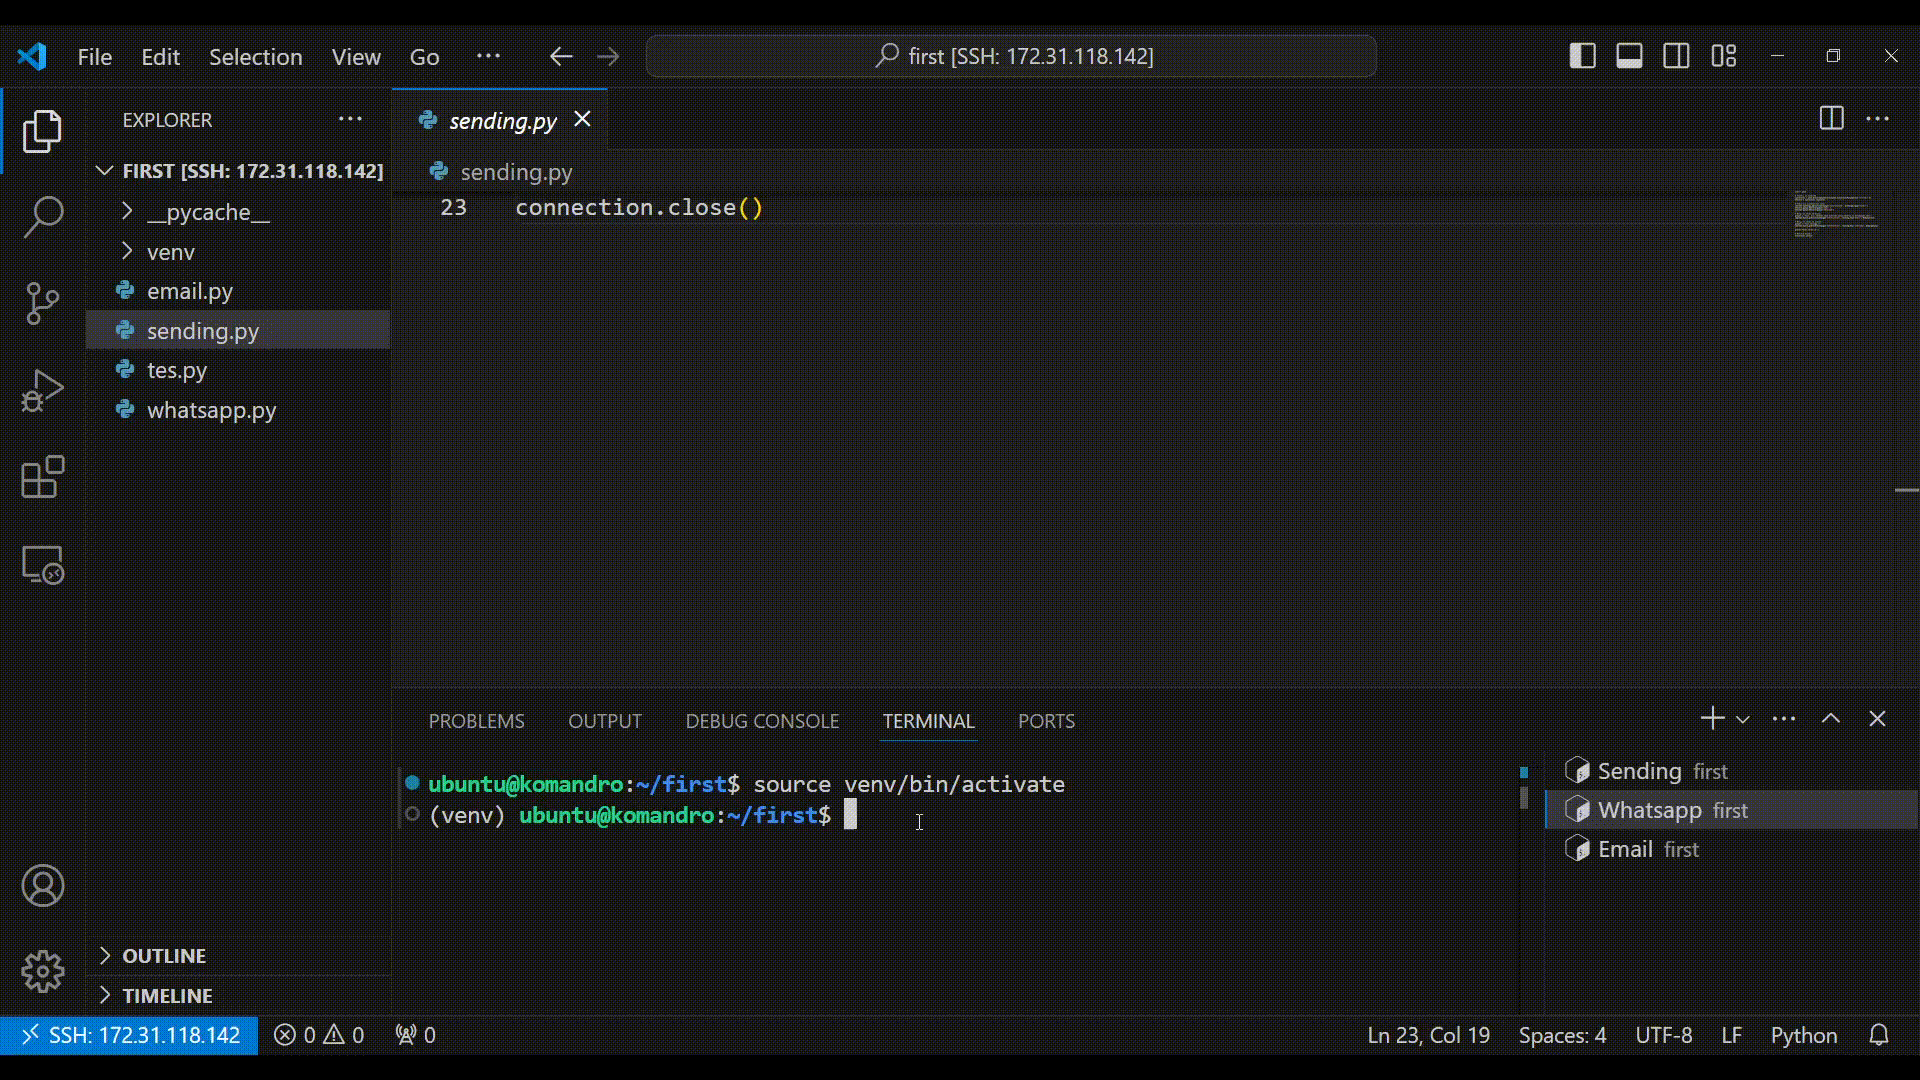 File Edit Selection View Go ··· first [SSH: 172.31.118.142]
EXPLORER ···
FIRST [SSH: 172.31.118.142]
__pycache__
venv
email.py
sending.py
tes.py
whatsapp.py
OUTLINE
TIMELINE
sending.py
sending.py
23 connection.close()
PROBLEMS OUTPUT DEBUG CONSOLE TERMINAL PORTS
ubuntu@komandro:~/first$ source venv/bin/activate
(venv) ubuntu@komandro:~/first$
Sending first
Whatsapp first
Email first
SSH: 172.31.118.142 0 0 0 Ln 23, Col 19 Spaces: 4 UTF-8 LF Python